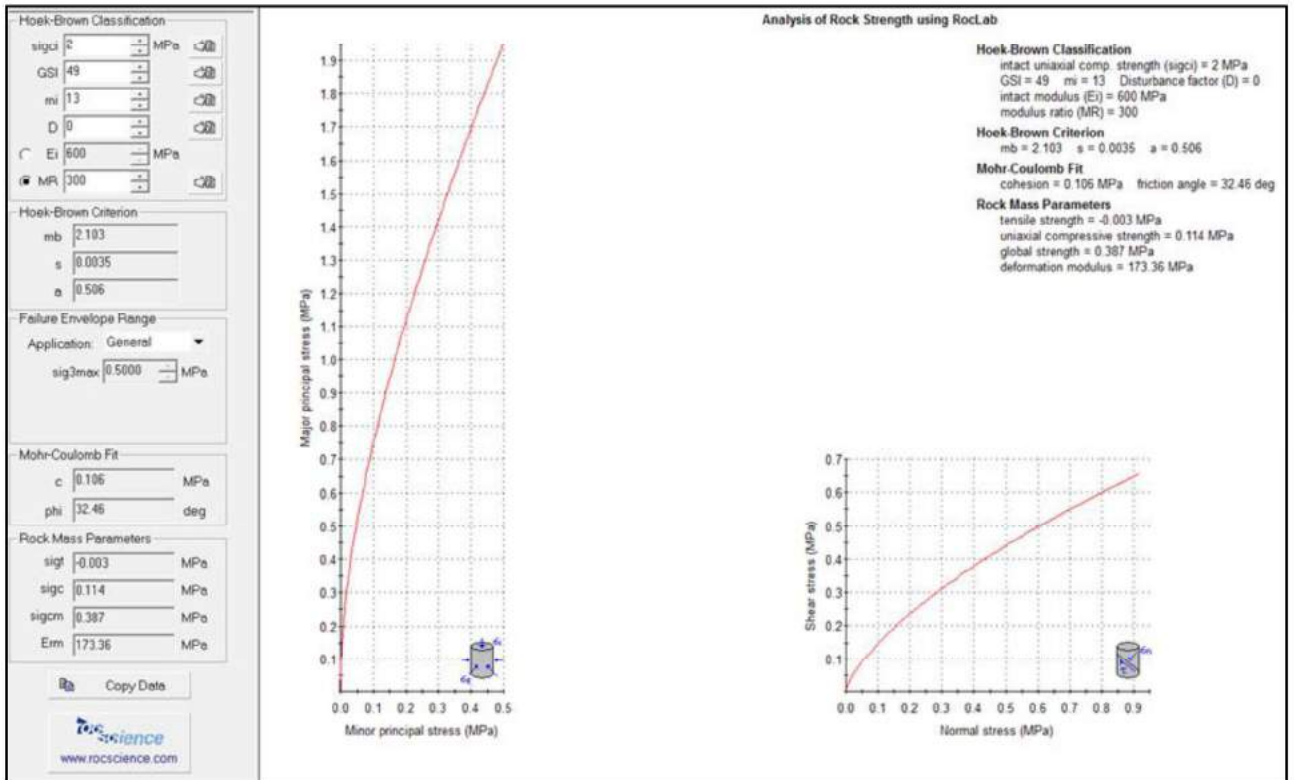 Hoek-Brown Classification
sigci 2 MPa
GSI 49
mi 13
D 0
Ei 600 MPa
MR 300
Hoek-Brown Criterion
mb 2.103
s 0.0035
a 0.506
Failure Envelope Range
Application: General
sig3max 0.5000 MPa
Mohr-Coulomb Fit
c 0.106 MPa
phi 32.46 deg
Rock Mass Parameters
sigt -0.003 MPa
sigc 0.114 MPa
sigcm 0.387 MPa
Erm 173.36 MPa
Copy Data
rocscience
www.rocscience.com
Analysis of Rock Strength using RocLab
Hoek-Brown Classification
intact uniaxial comp. strength (sigci) = 2 MPa
GSI = 49 mi = 13 Disturbance factor (D) = 0
intact modulus (Ei) = 600 MPa
modulus ratio (MR) = 300
Hoek-Brown Criterion
mb = 2.103 s = 0.0035 a = 0.506
Mohr-Coulomb Fit
cohesion = 0.106 MPa friction angle = 32.46 deg
Rock Mass Parameters
tensile strength = -0.003 MPa
uniaxial compressive strength = 0.114 MPa
global strength = 0.387 MPa
deformation modulus = 173.36 MPa
Major principal stress (MPa)
1.9
1.8
1.7
1.6
1.5
1.4
1.3
1.2
1.1
1.0
0.9
0.8
0.7
0.6
0.5
0.4
0.3
0.2
0.1
0.0 0.1 0.2 0.3 0.4 0.5
Minor principal stress (MPa)
Shear stress (MPa)
0.7
0.6
0.5
0.4
0.3
0.2
0.1
0.0 0.1 0.2 0.3 0.4 0.5 0.6 0.7 0.8 0.9
Normal stress (MPa)